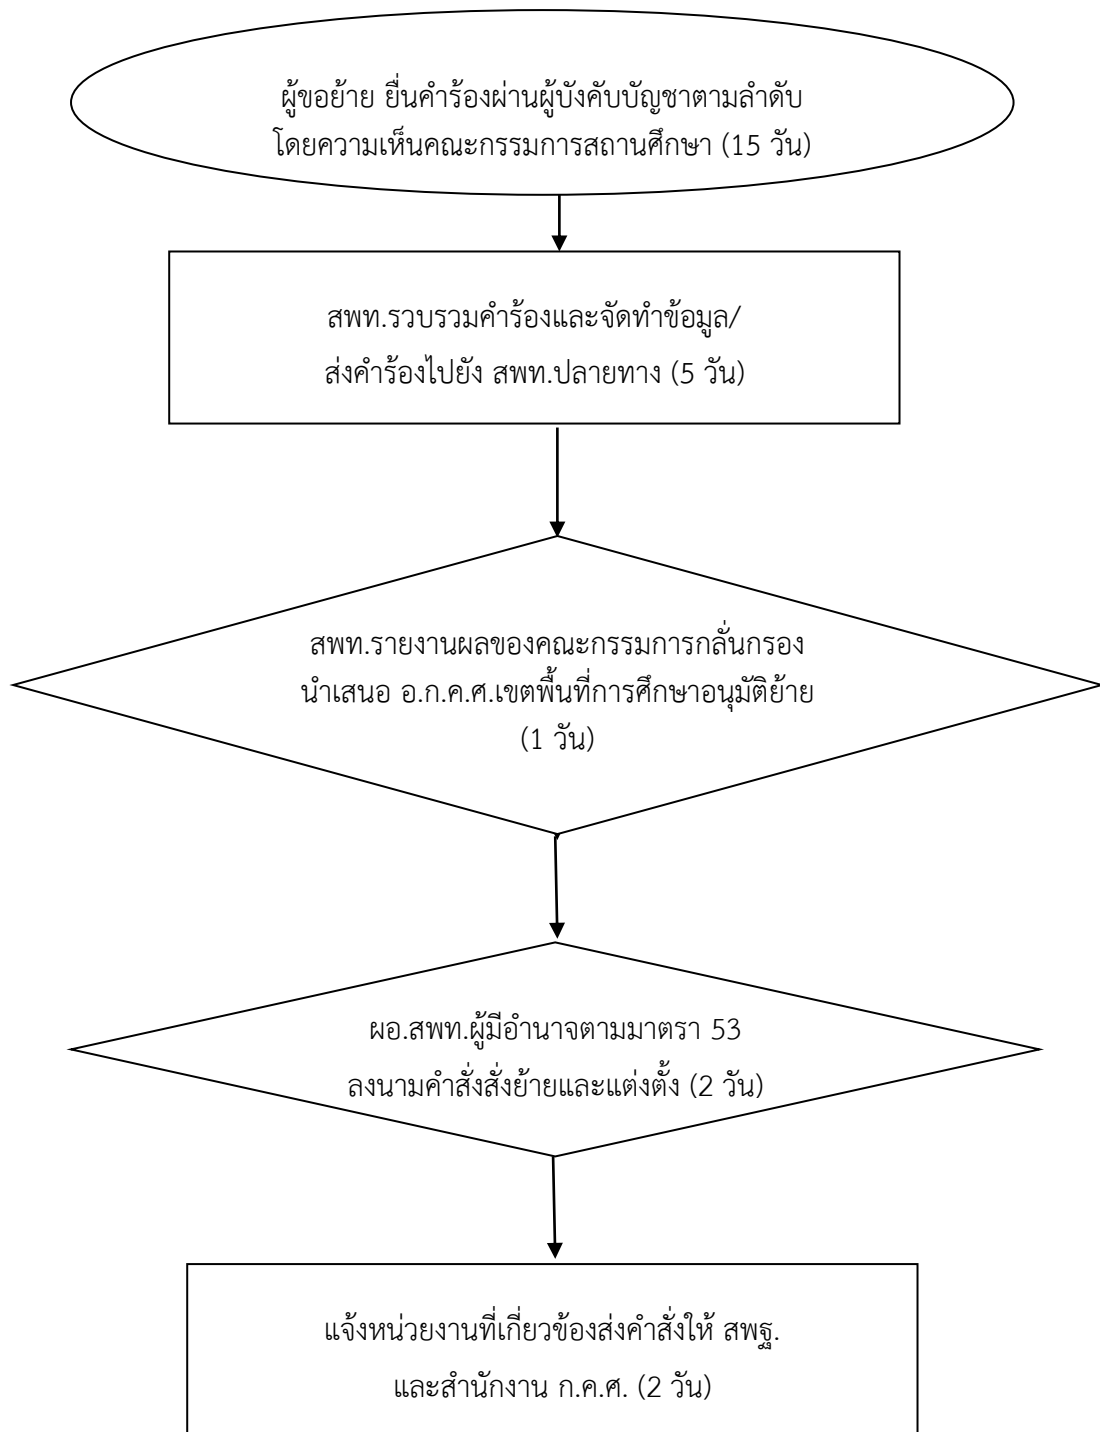 ผู้ขอย้าย ยื่นคำร้องผ่านผู้บังคับบัญชาตามลำดับ
โดยความเห็นคณะกรรมการสถานศึกษา (15 วัน)
สพท.รวบรวมคำร้องและจัดทำข้อมูล/
ส่งคำร้องไปยัง สพท.ปลายทาง (5 วัน)
สพท.รายงานผลของคณะกรรมการกลั่นกรอง
นำเสนอ อ.ก.ค.ศ.เขตพื้นที่การศึกษาอนุมัติย้าย
(1 วัน)
ผอ.สพท.ผู้มีอำนาจตามมาตรา 53
ลงนามคำสั่งสั่งย้ายและแต่งตั้ง (2 วัน)
แจ้งหน่วยงานที่เกี่ยวข้องส่งคำสั่งให้ สพฐ.
และสำนักงาน ก.ค.ศ. (2 วัน)